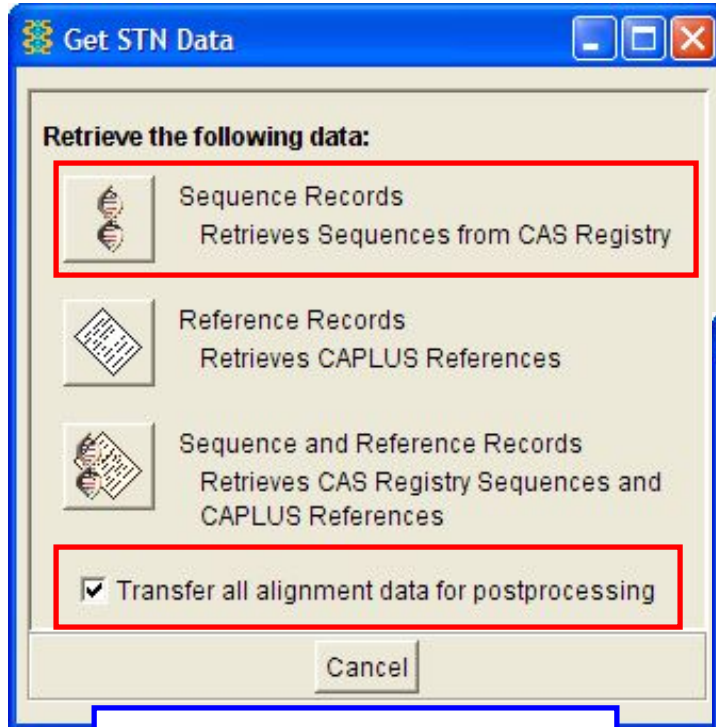 Get STN Data
Retrieve the following data:
Sequence Records
Retrieves Sequences from CAS Registry
Reference Records
Retrieves CAPLUS References
Sequence and Reference Records
Retrieves CAS Registry Sequences and
CAPLUS References
Transfer all alignment data for postprocessing
Cancel